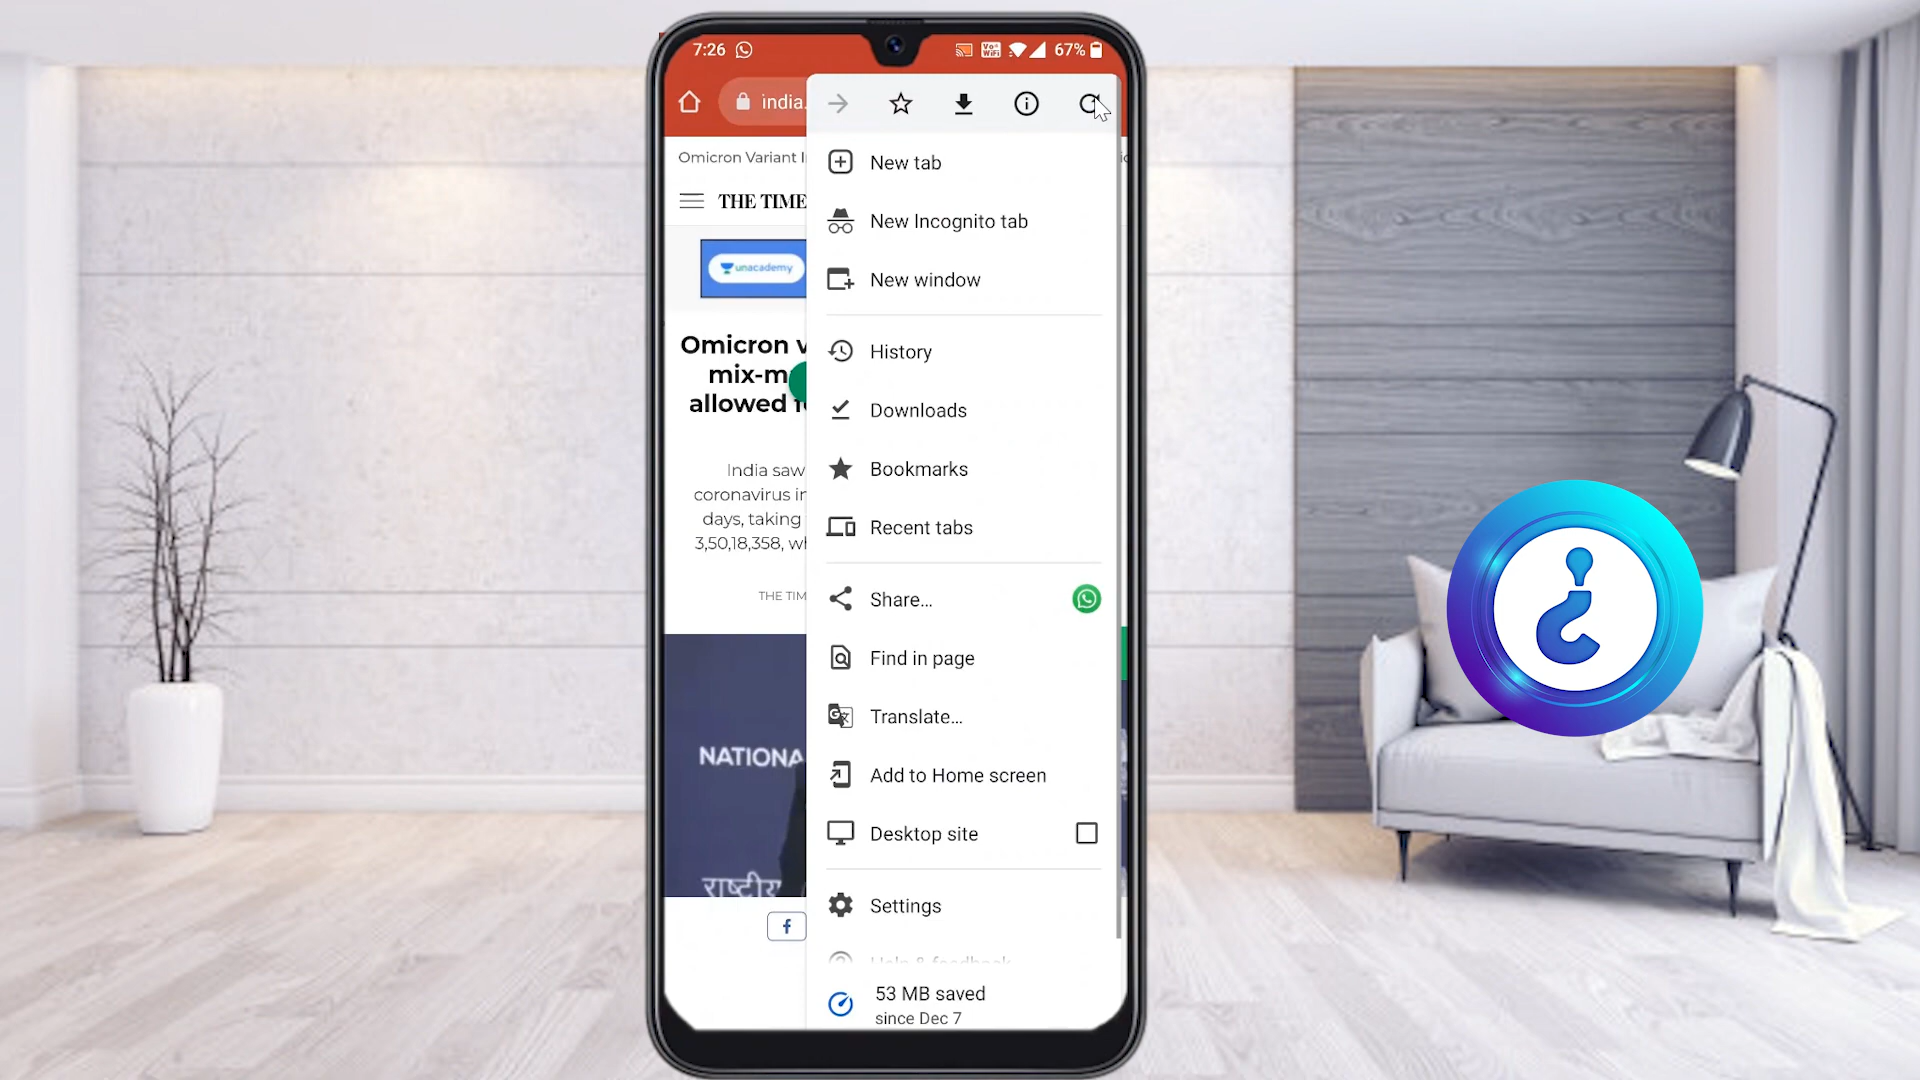 7:26
Vo WiFi
67%
india.
Omicron Variant
THE TIME
unacademy
Omicron v
mix-m
allowed f
India saw
coronavirus in
days, taking
3,50,18,358, wh
THE TIM
NATIONA
राष्ट्रीय
New tab
New Incognito tab
New window
History
Downloads
Bookmarks
Recent tabs
Share...
Find in page
Translate...
Add to Home screen
Desktop site
Settings
Help & feedback
53 MB saved
since Dec 7